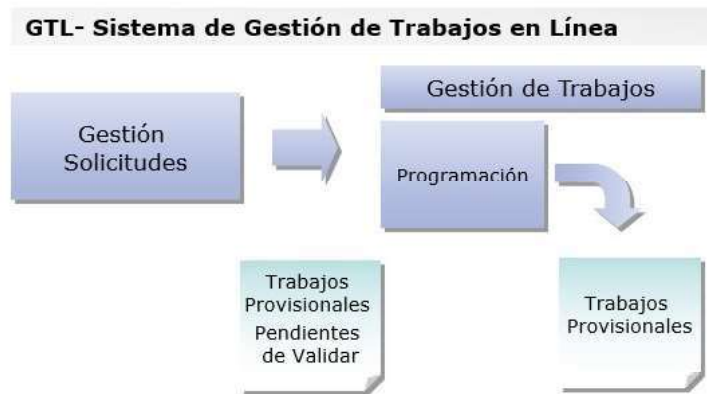 GTL- Sistema de Gestión de Trabajos en Línea
Gestión
Solicitudes
Gestión de Trabajos
Programación
Trabajos
Provisionales
Pendientes
de Validar
Trabajos
Provisionales